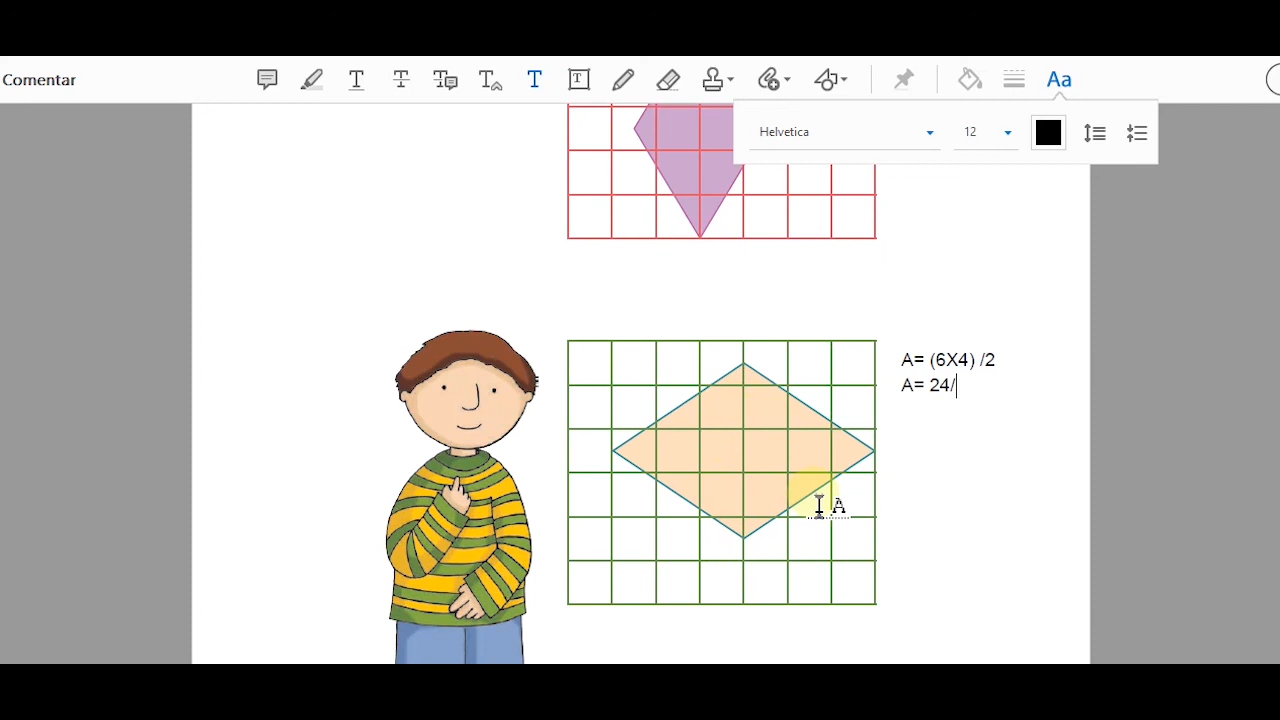 Comentar
Aa
Helvetica
12
A= (6X4) /2
A= 24/